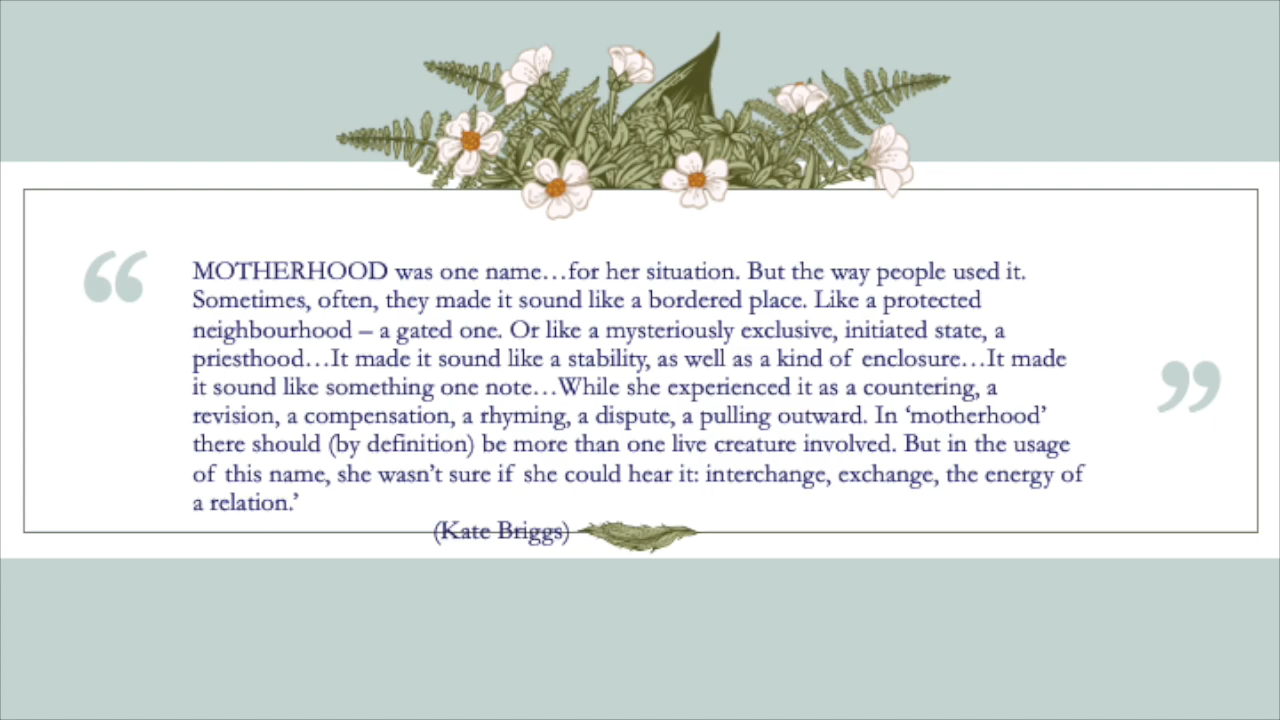 “
MOTHERHOOD was one name…for her situation. But the way people used it.
Sometimes, often, they made it sound like a bordered place. Like a protected
neighbourhood – a gated one. Or like a mysteriously exclusive, initiated state, a
priesthood…It made it sound like a stability, as well as a kind of enclosure…It made
it sound like something one note…While she experienced it as a countering, a
revision, a compensation, a rhyming, a dispute, a pulling outward. In ‘motherhood’
there should (by definition) be more than one live creature involved. But in the usage
of this name, she wasn’t sure if she could hear it: interchange, exchange, the energy of
a relation.’
(Kate Briggs)
”